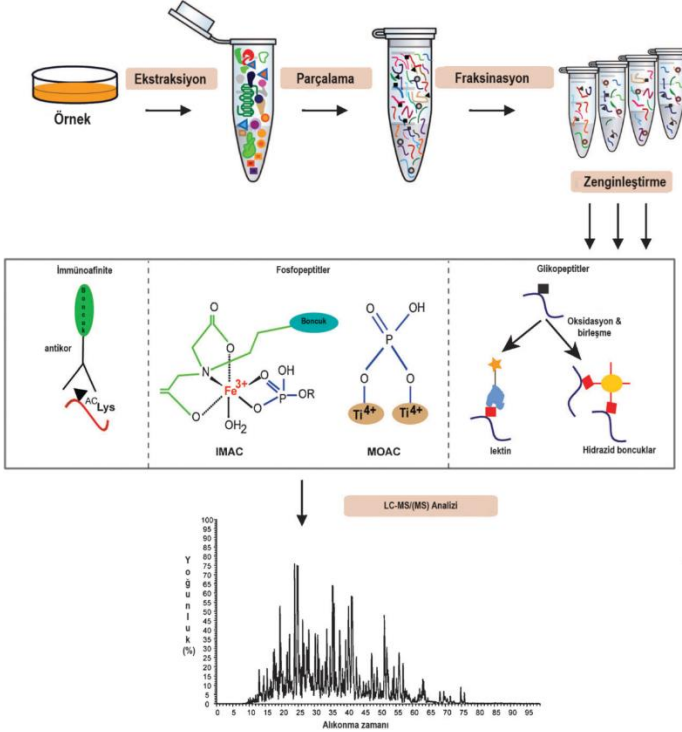 Örnek
Ekstraksiyon
Parçalama
Fraksinasyon
Zenginleştirme
İmmünoafinite
Boncuk
antikor
ACLys
Fosfopeptitler
O
O
N
O
Boncuk
Fe3+
O
O
OH
P
OR
OH2
IMAC
O
OH
P
O
O
Ti4+
Ti4+
MOAC
Glikopeptitler
Oksidasyon &
birleşme
lektin
Hidrazid boncuklar
LC-MS/(MS) Analizi
Yoğunluk
(%)
100
95
90
85
80
75
70
65
60
55
50
45
40
35
30
25
20
15
10
5
0
0 5 10 15 20 25 30 35 40 45 50 55 60 65 70 75 80 85 90 95
Alıkonma zamanı